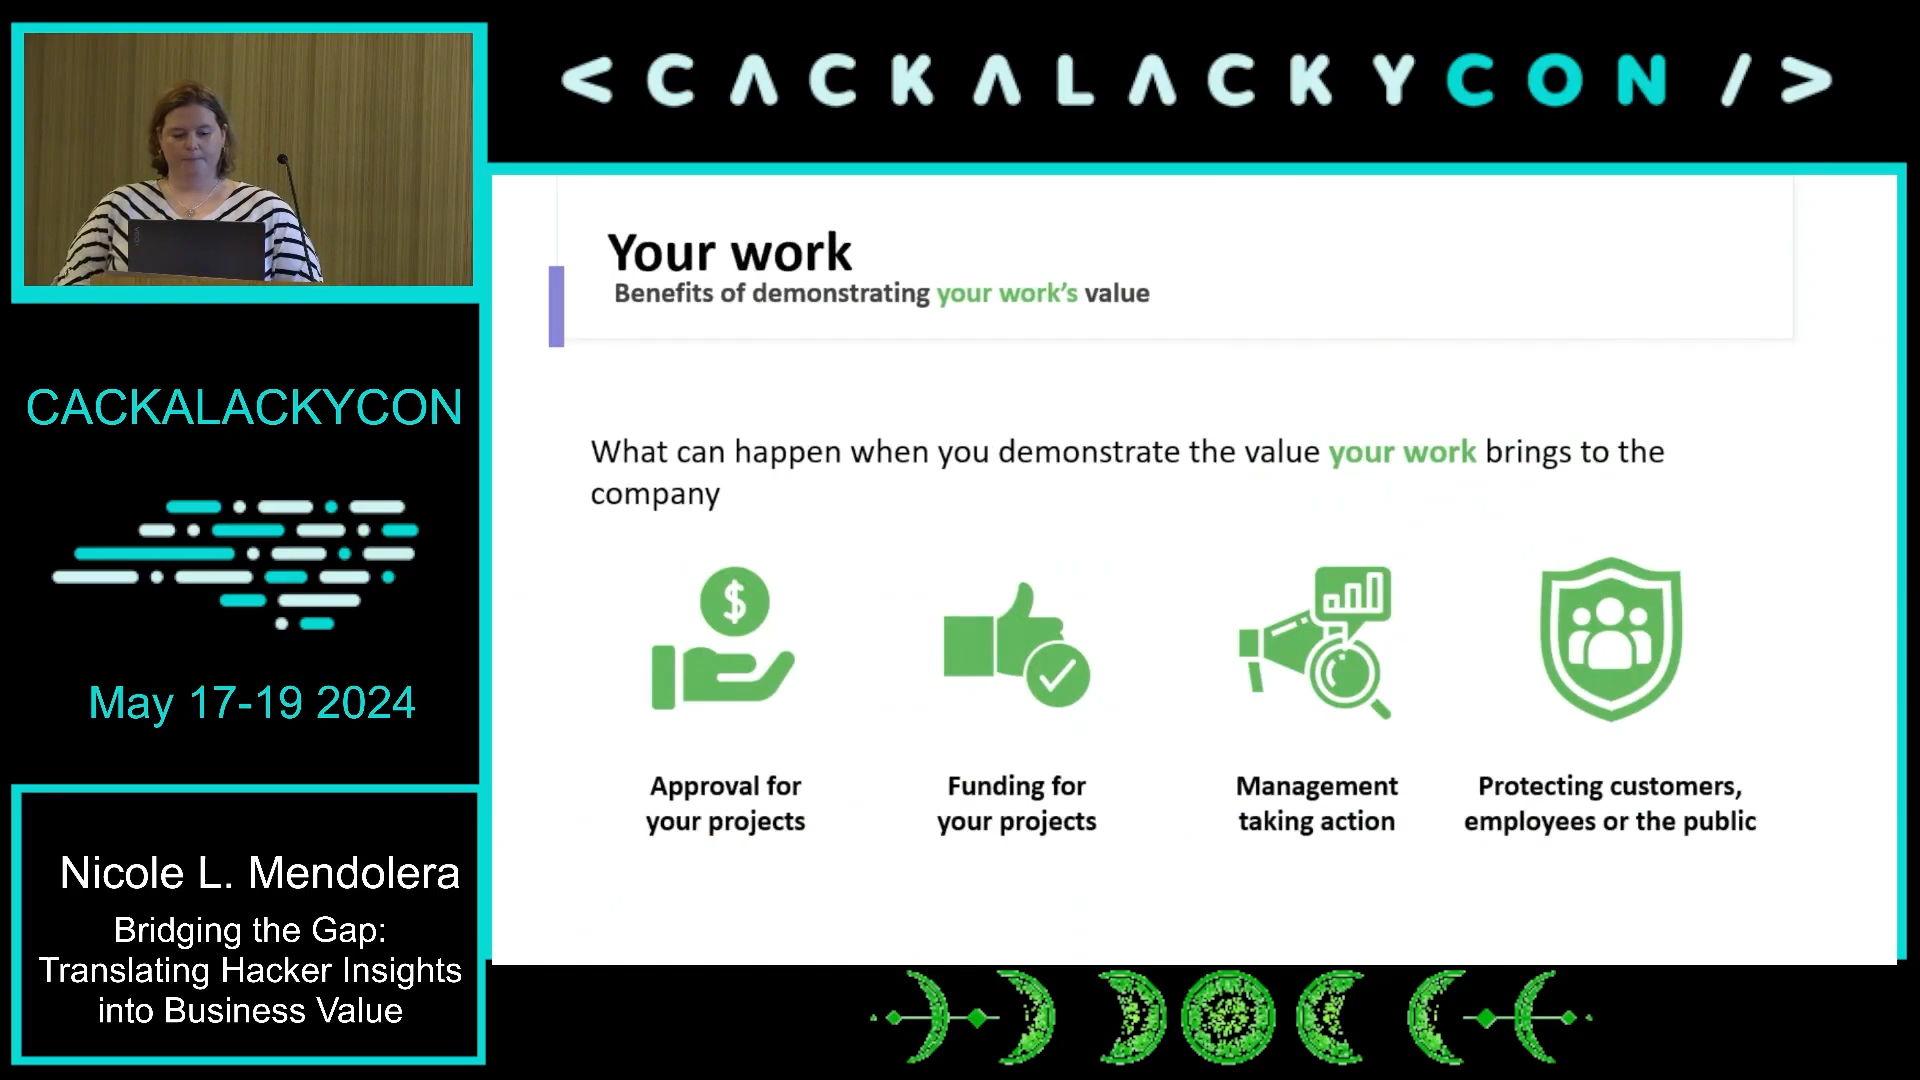 < CACKALACKYCON / >
Your work
Benefits of demonstrating your work's value
What can happen when you demonstrate the value your work brings to the
company
$
Approval for
your projects
Funding for
your projects
Management
taking action
Protecting customers,
employees or the public
CACKALACKYCON
May 17-19 2024
Nicole L. Mendolera
Bridging the Gap:
Translating Hacker Insights
into Business Value